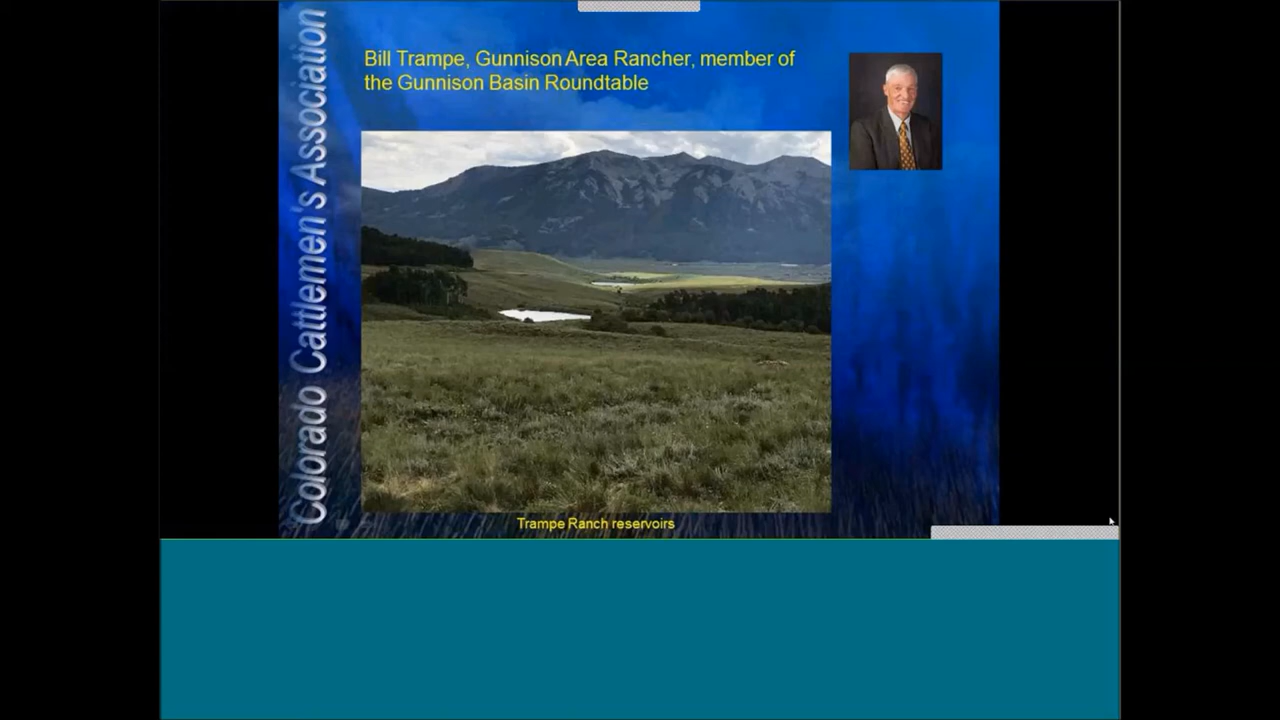 Colorado Cattlemen's Association
Bill Trampe, Gunnison Area Rancher, member of
the Gunnison Basin Roundtable
Trampe Ranch reservoirs